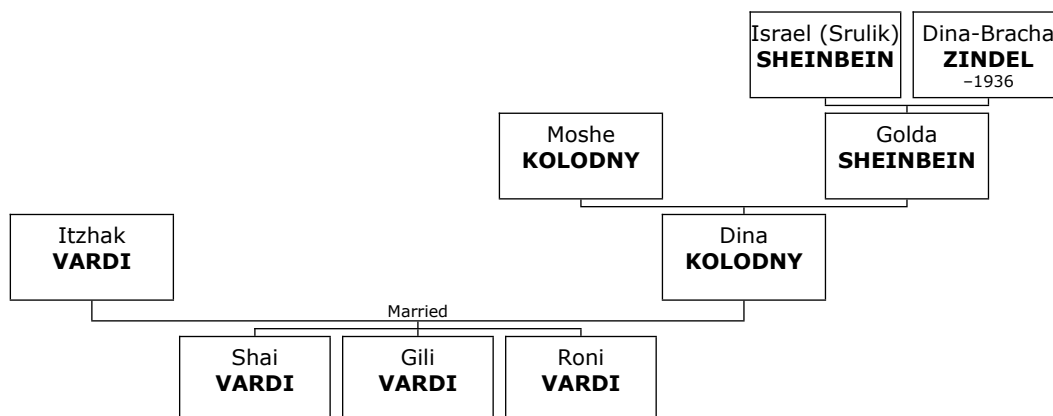 Israel (Srulik)
SHEINBEIN
Dina-Bracha
ZINDEL
–1936
Moshe
KOLODNY
Golda
SHEINBEIN
Itzhak
VARDI
Dina
KOLODNY
Married
Shai
VARDI
Gili
VARDI
Roni
VARDI